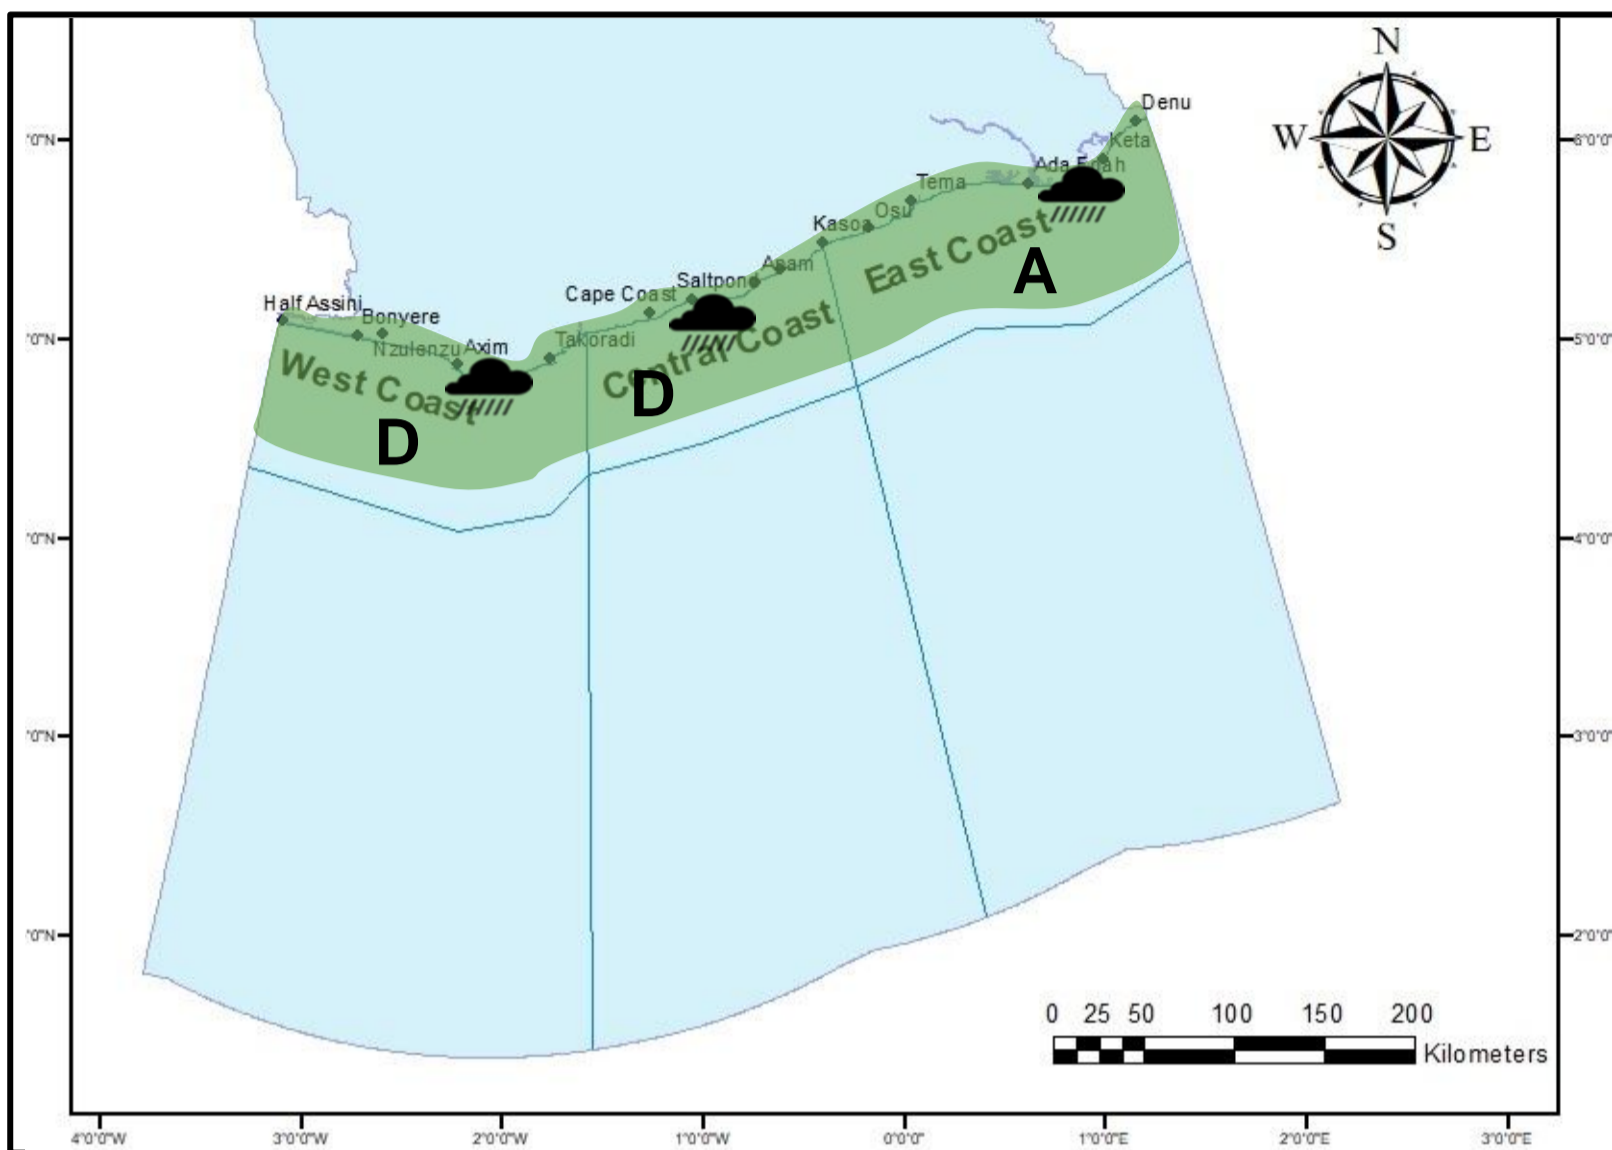 N
W E
S
Denu
Keta
Ada Foah
Tema
Osu
Kasoa
Apam
Saltpond
Cape Coast
Takoradi
Half Assini
Bonyere
Nzulenzu
Axim
East Coast
A
Central Coast
D
West Coast
D
0 25 50 100 150 200
Kilometers
6°0'0"
5°0'0"
4°0'0"
3°0'0"
2°0'0"
4°0'0"W 3°0'0"W 2°0'0"W 1°0'0"W 0°0'0" 1°0'0"E 2°0'0"E 3°0'0"E